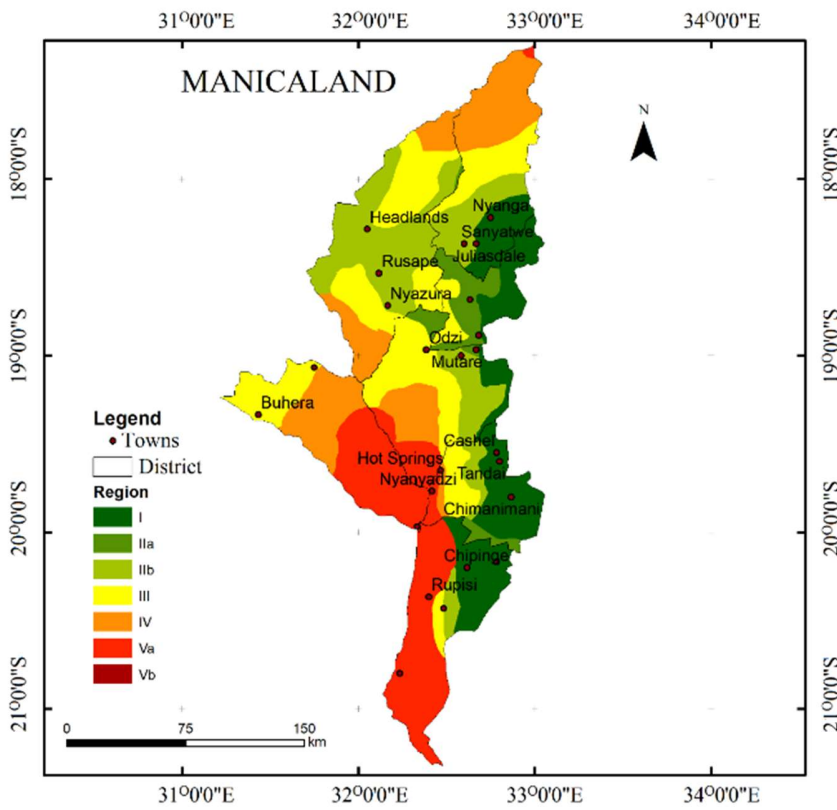 31°0'0"E 32°0'0"E 33°0'0"E 34°0'0"E
MANICALAND
N
18°0'0"S 18°0'0"S
Nyanga
Headlands
Sanyatwe
Juliasdale
Rusape
Nyazura
Odzi
19°0'0"S 19°0'0"S
Mutare
Buhera
Legend
Towns
District
Region
I
IIa
IIb
III
IV
Va
Vb
Cashel
Hot Springs
Tandai
Nyanyadzi
Chimanimani
20°0'0"S 20°0'0"S
Chipinge
Rupisi
21°0'0"S 21°0'0"S
0 75 150
km
31°0'0"E 32°0'0"E 33°0'0"E 34°0'0"E